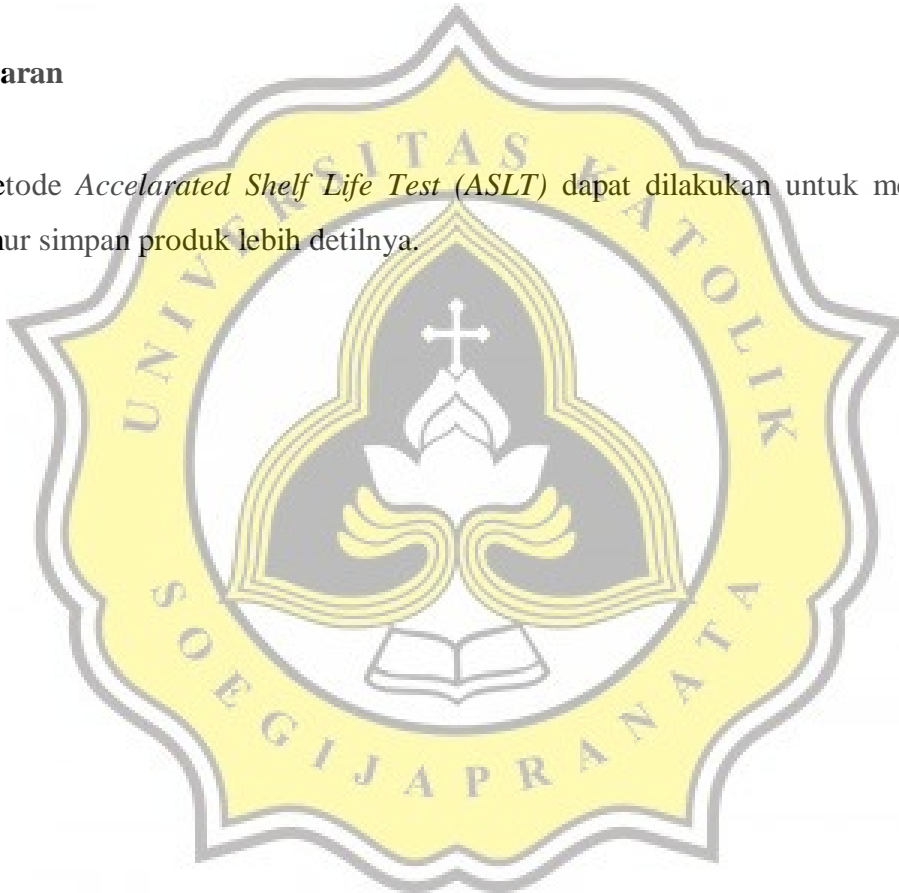 aran
etode Accelarated Shelf Life Test (ASLT) dapat dilakukan untuk me
ur simpan produk lebih detilnya.
UNIVERSITAS KATOLIK
SOEGIJAPRANATA